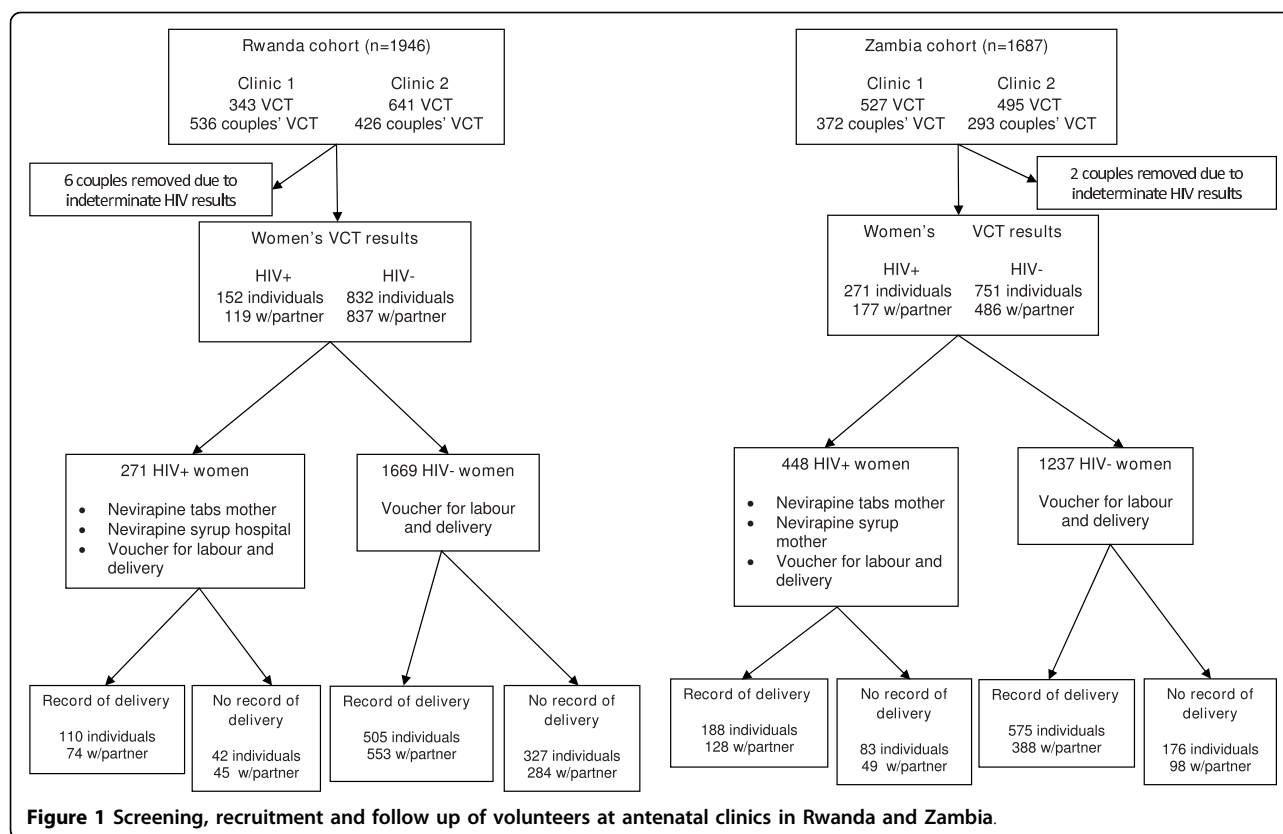 Rwanda cohort (n=1946)
Clinic 1 Clinic 2
343 VCT 641 VCT
536 couples' VCT 426 couples' VCT
6 couples removed due to
indeterminate HIV results
Women's VCT results
HIV+ HIV-
152 individuals 832 individuals
119 w/partner 837 w/partner
271 HIV+ women
• Nevirapine tabs mother
• Nevirapine syrup hospital
• Voucher for labour and
delivery
1669 HIV- women
Voucher for labour
and delivery
Record of delivery
110 individuals
74 w/partner
No record of
delivery
42 individuals
45 w/partner
Record of delivery
505 individuals
553 w/partner
No record of
delivery
327 individuals
284 w/partner
Zambia cohort (n=1687)
Clinic 1 Clinic 2
527 VCT 495 VCT
372 couples' VCT 293 couples' VCT
2 couples removed due to
indeterminate HIV results
Women's VCT results
HIV+ HIV-
271 individuals 751 individuals
177 w/partner 486 w/partner
448 HIV+ women
• Nevirapine tabs mother
• Nevirapine syrup
mother
• Voucher for labour and
delivery
1237 HIV- women
Voucher for labour
and delivery
Record of delivery
188 individuals
128 w/partner
No record of
delivery
83 individuals
49 w/partner
Record of delivery
575 individuals
388 w/partner
No record of
delivery
176 individuals
98 w/partner
Figure 1 Screening, recruitment and follow up of volunteers at antenatal clinics in Rwanda and Zambia.